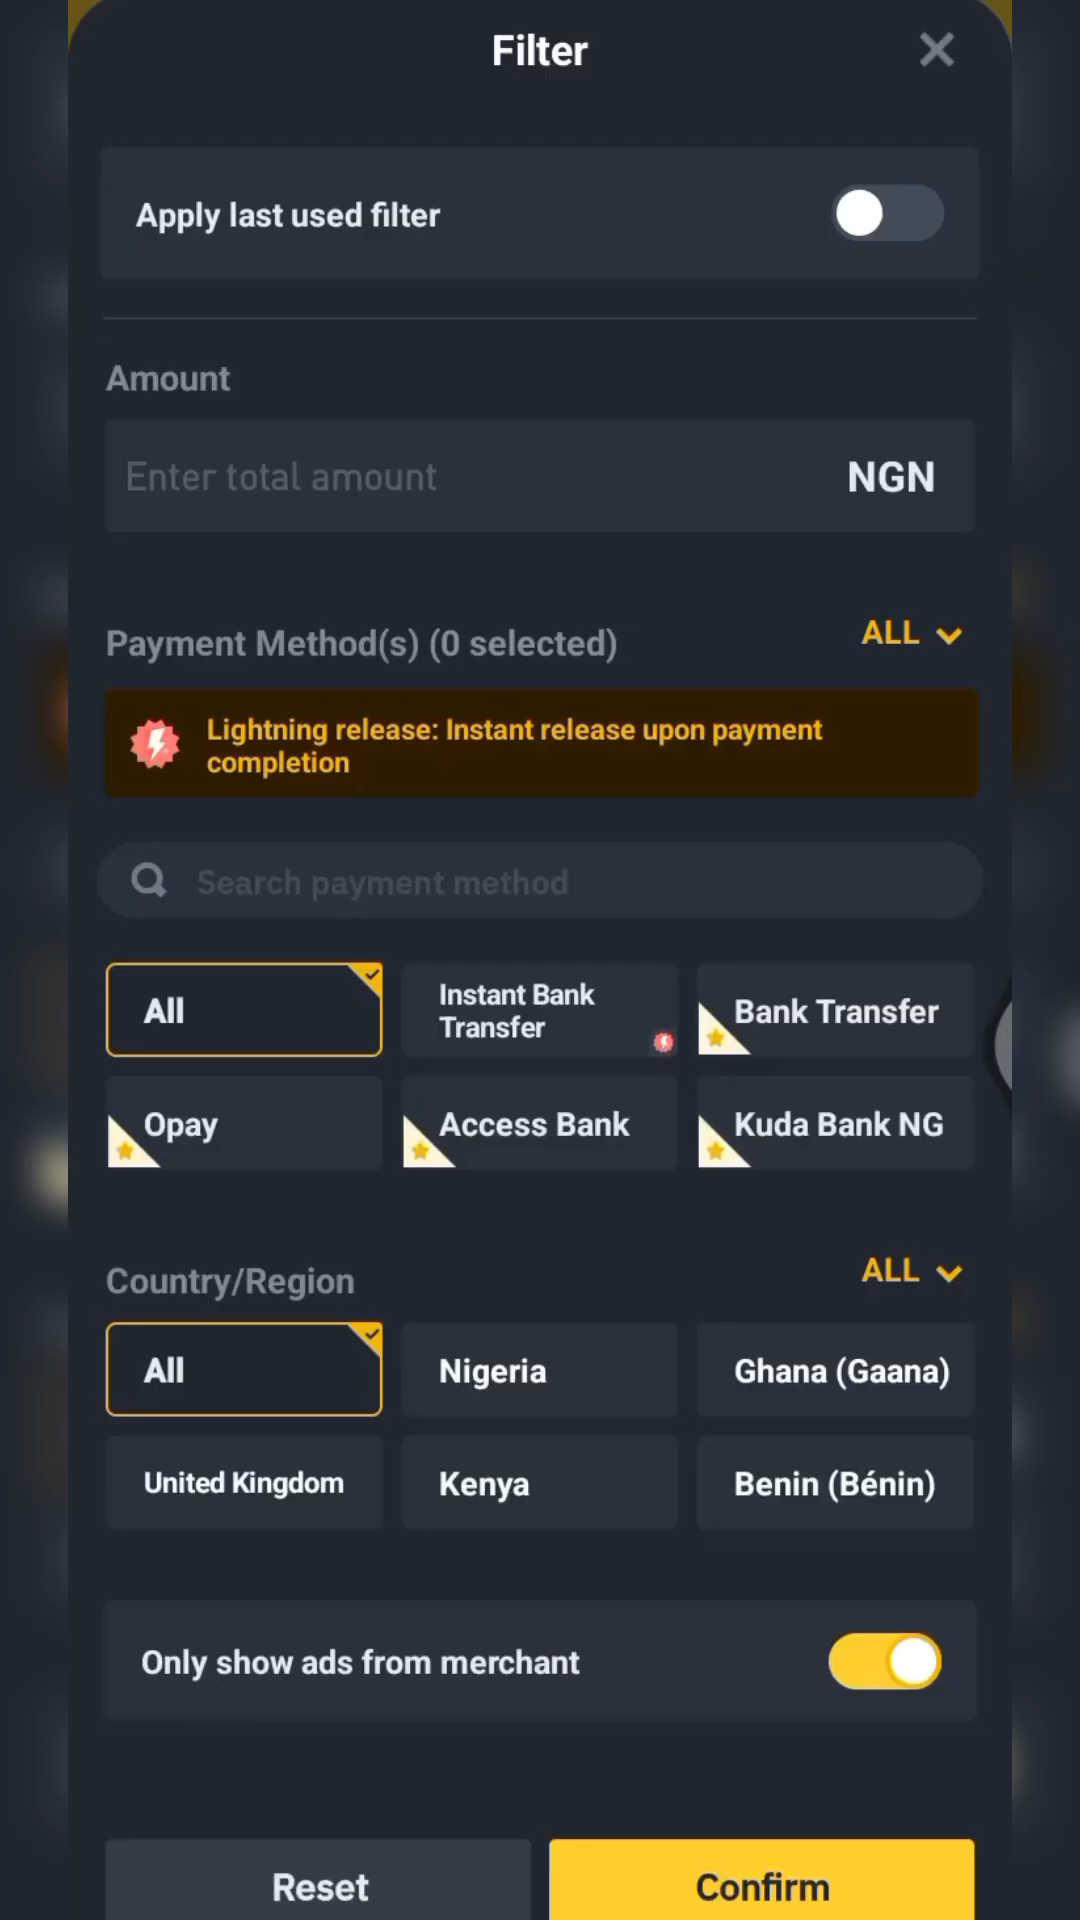 Filter
Apply last used filter
Amount
Enter total amount
NGN
Payment Method(s) (0 selected)
ALL
Lightning release: Instant release upon payment
completion
Search payment method
All
Instant Bank
Transfer
Bank Transfer
Opay
Access Bank
Kuda Bank NG
Country/Region
ALL
All
Nigeria
Ghana (Gaana)
United Kingdom
Kenya
Benin (Bénin)
Only show ads from merchant
Reset
Confirm